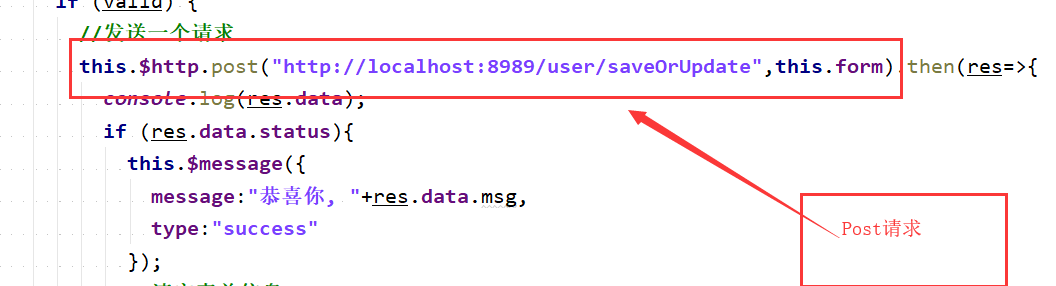 if (valid) {
//发送一个请求
this.$http.post("http://localhost:8989/user/saveOrUpdate",this.form).then(res=>{
console.log(res.data);
if (res.data.status){
this.$message({
message:"恭喜你, "+res.data.msg,
type:"success"
});
Post请求